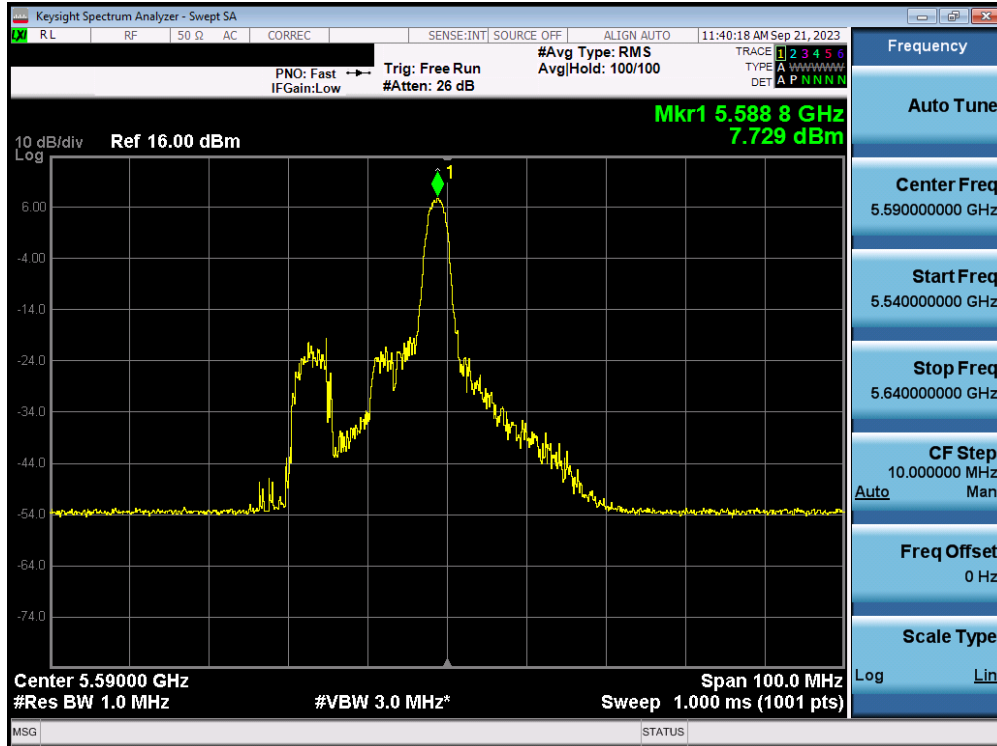 Keysight Spectrum Analyzer - Swept SA
LXI RL RF 50 Ω AC CORREC SENSE:INT SOURCE OFF ALIGN AUTO 11:40:18 AM Sep 21, 2023
#Avg Type: RMS TRACE 1 2 3 4 5 6
PNO: Fast Trig: Free Run Avg|Hold: 100/100 TYPE A W W W W W
IFGain:Low #Atten: 26 dB DET A P N N N N
Mkr1 5.588 8 GHz
7.729 dBm
10 dB/div Ref 16.00 dBm
Log
1
6.00
-4.00
-14.0
-24.0
-34.0
-44.0
-54.0
-64.0
-74.0
Center 5.59000 GHz Span 100.0 MHz
#Res BW 1.0 MHz #VBW 3.0 MHz* Sweep 1.000 ms (1001 pts)
MSG STATUS
Frequency
Auto Tune
Center Freq
5.590000000 GHz
Start Freq
5.540000000 GHz
Stop Freq
5.640000000 GHz
CF Step
10.000000 MHz
Auto Man
Freq Offset
0 Hz
Scale Type
Log Lin